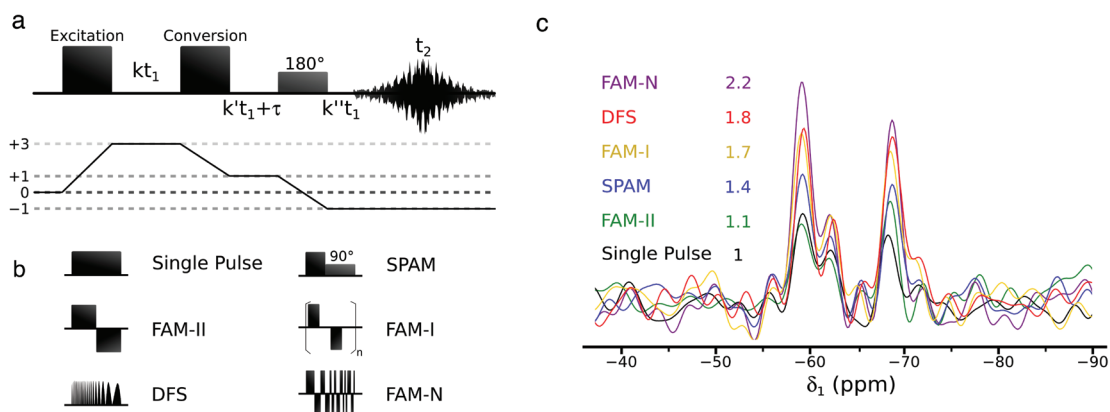 a
Excitation
Conversion
kt1
180°
t2
k't1+τ
k''t1
+3
+1
0
−1
b
Single Pulse
90°
SPAM
FAM-II
n
FAM-I
DFS
FAM-N
c
FAM-N 2.2
DFS 1.8
FAM-I 1.7
SPAM 1.4
FAM-II 1.1
Single Pulse 1
−40 −50 −60 −70 −80 −90
δ1 (ppm)